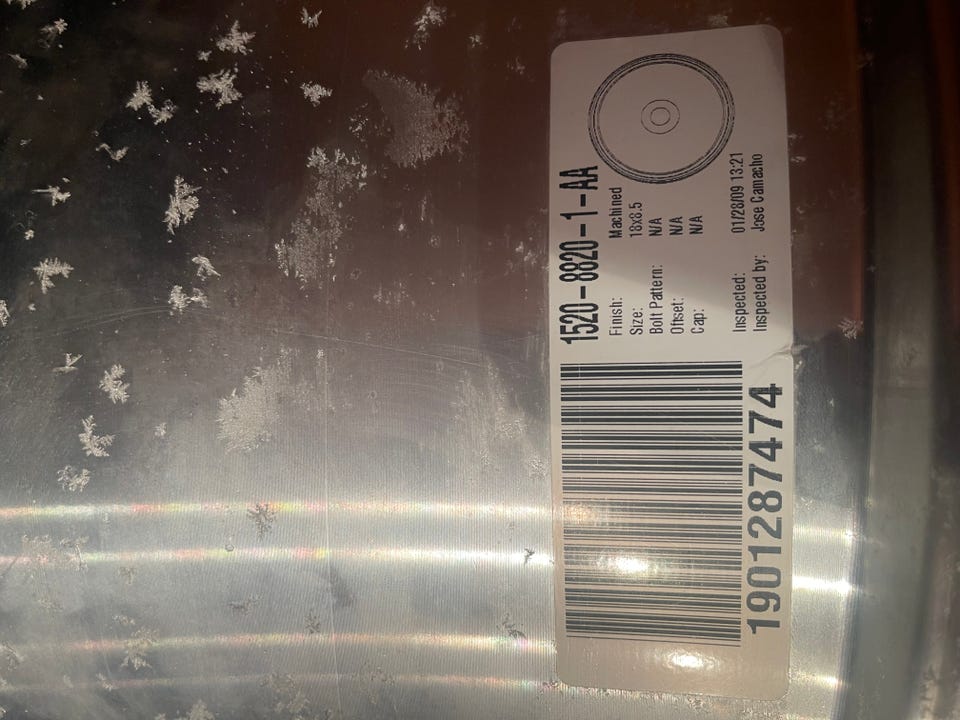 1520-8820-1-AA
Finish: Machined
Size: 18x8.5
Bolt Pattern: N/A
Offset: N/A
Cap: N/A
Inspected: 01/28/09 13:21
Inspected by: Jose Camacho
1901287474